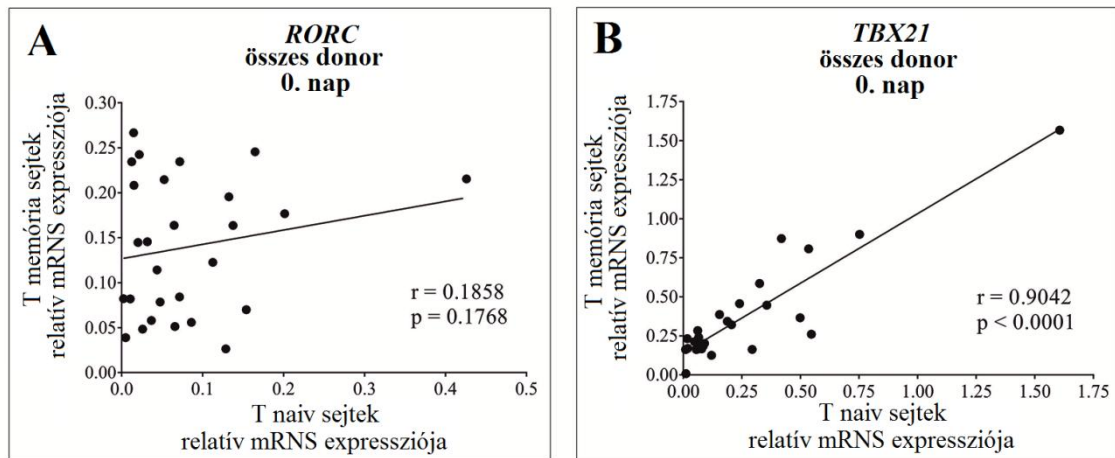 A
RORC
összes donor
0. nap
T memória sejtek
relatív mRNS expressziója
0.30
0.25
0.20
0.15
0.10
0.05
0.00
r = 0.1858
p = 0.1768
0.0
0.1
0.2
0.3
0.4
0.5
T naiv sejtek
relatív mRNS expressziója
B
TBX21
összes donor
0. nap
T memória sejtek
relatív mRNS expressziója
1.75
1.50
1.25
1.00
0.75
0.50
0.25
0.00
r = 0.9042
p < 0.0001
0.00
0.25
0.50
0.75
1.00
1.25
1.50
1.75
T naiv sejtek
relatív mRNS expressziója